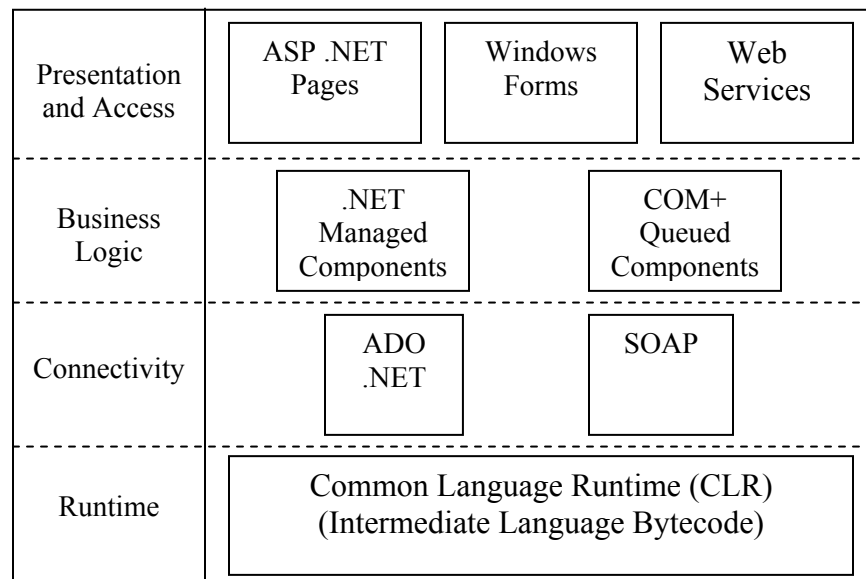 Presentation
and Access
ASP .NET
Pages
Windows
Forms
Web
Services
Business
Logic
.NET
Managed
Components
COM+
Queued
Components
Connectivity
ADO
.NET
SOAP
Runtime
Common Language Runtime (CLR)
(Intermediate Language Bytecode)